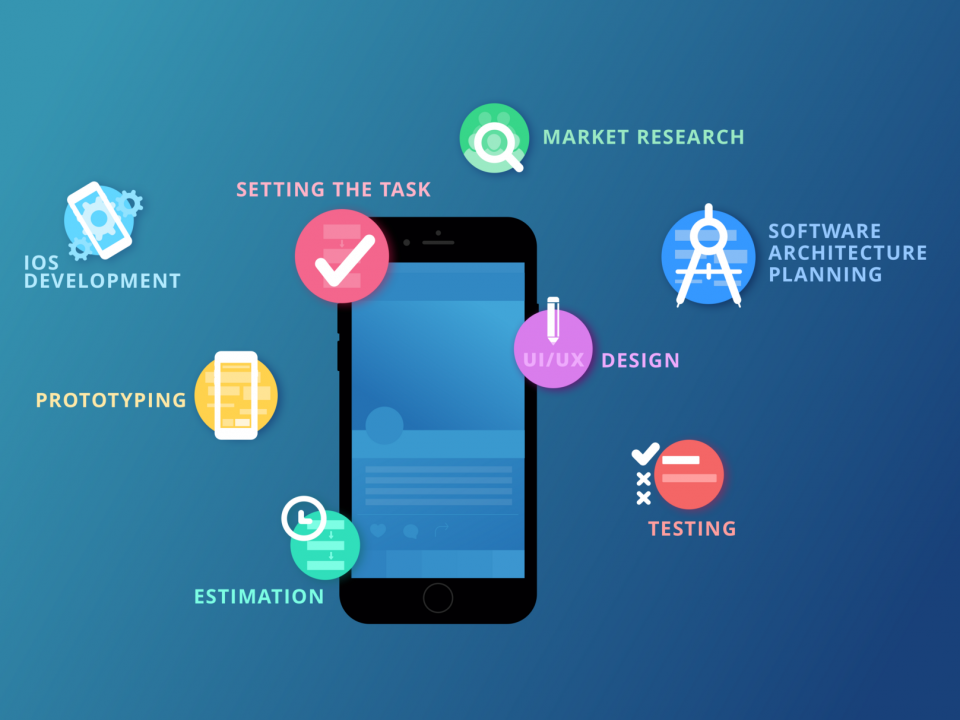 MARKET RESEARCH
SETTING THE TASK
SOFTWARE
ARCHITECTURE
PLANNING
IOS
DEVELOPMENT
UI/UX DESIGN
PROTOTYPING
TESTING
ESTIMATION